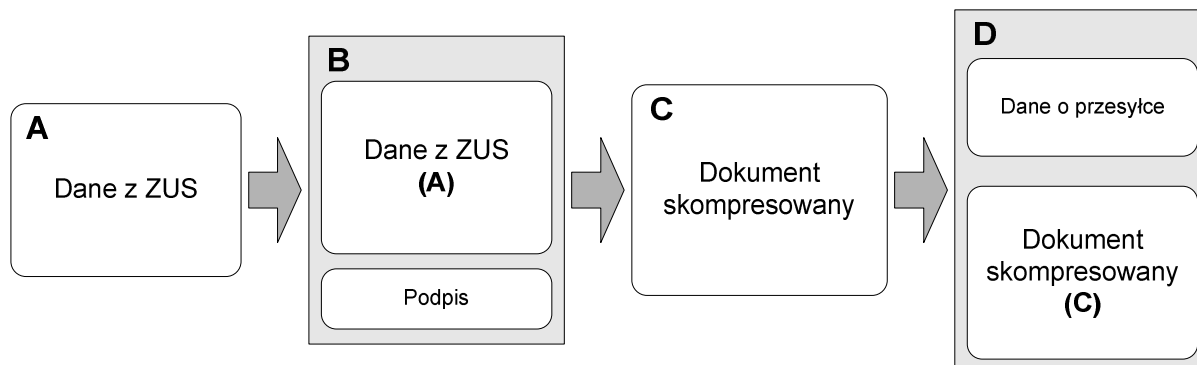 A
Dane z ZUS
B
Dane z ZUS
(A)
Podpis
C
Dokument
skompresowany
D
Dane o przesyłce
Dokument
skompresowany
(C)